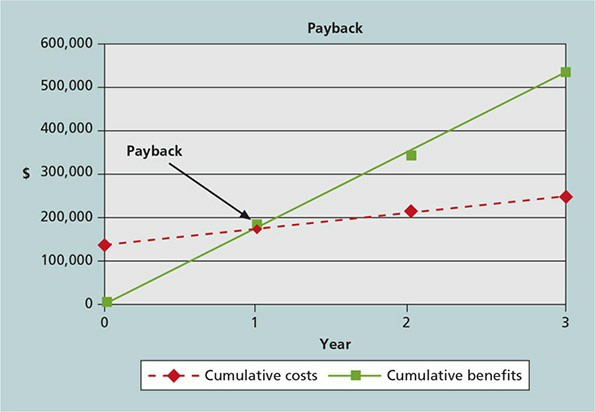 Payback
600,000
500,000
400,000
300,000
200,000
100,000
0
$
Payback
0 1 2 3
Year
Cumulative costs Cumulative benefits